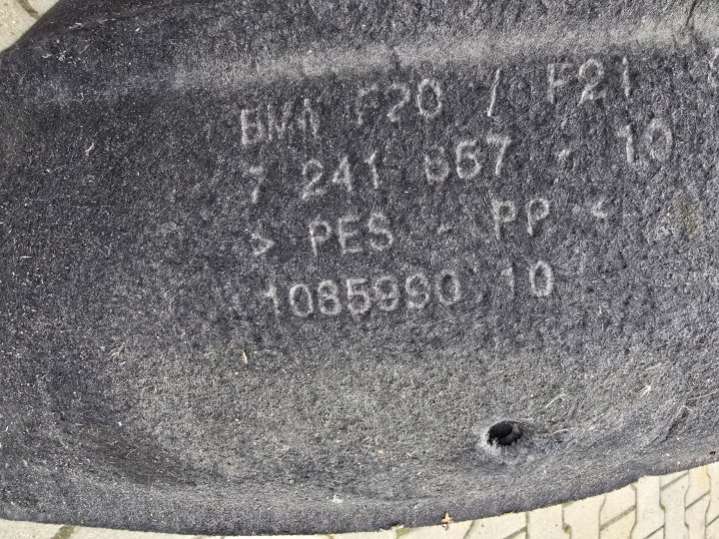 BMW F20 / F21
7 241 857 - 10
> PES - PP <
1085990 10